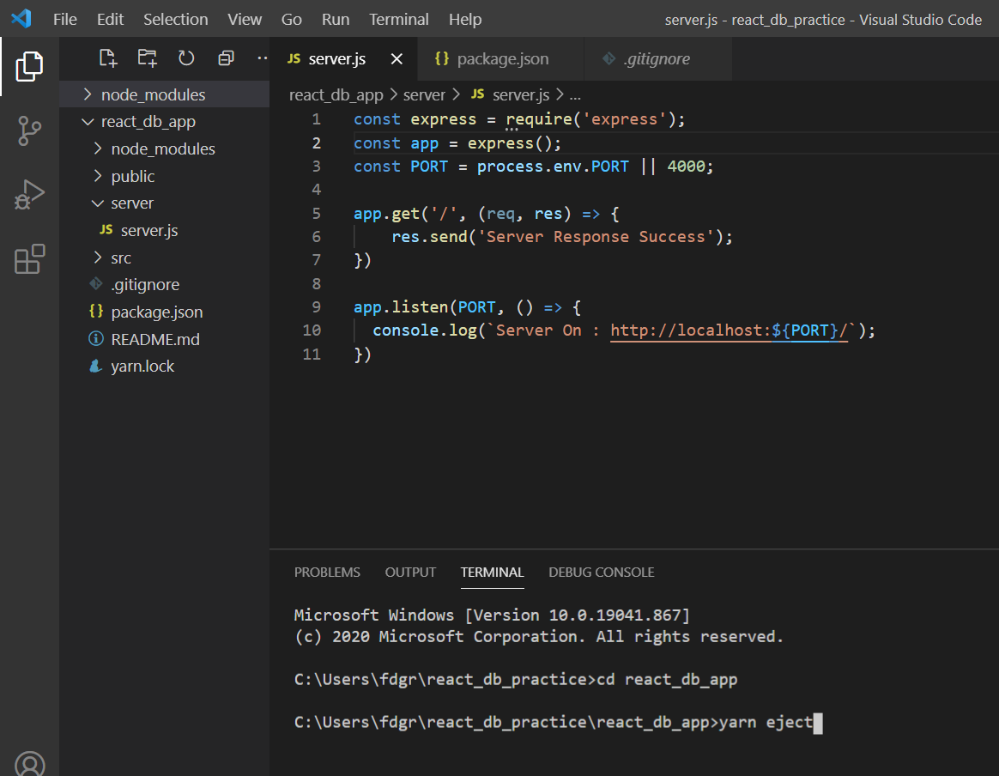 File Edit Selection View Go Run Terminal Help server.js - react_db_practice - Visual Studio Code
JS server.js {} package.json .gitignore
node_modules
react_db_app
node_modules
public
server
JS server.js
src
.gitignore
{} package.json
README.md
yarn.lock
react_db_app > server > JS server.js > ...
1 const express = require('express');
2 const app = express();
3 const PORT = process.env.PORT || 4000;
4
5 app.get('/', (req, res) => {
6 res.send('Server Response Success');
7 })
8
9 app.listen(PORT, () => {
10 console.log(`Server On : http://localhost:${PORT}/`);
11 })
PROBLEMS OUTPUT TERMINAL DEBUG CONSOLE
Microsoft Windows [Version 10.0.19041.867]
(c) 2020 Microsoft Corporation. All rights reserved.
C:\Users\fdgr\react_db_practice>cd react_db_app
C:\Users\fdgr\react_db_practice\react_db_app>yarn eject